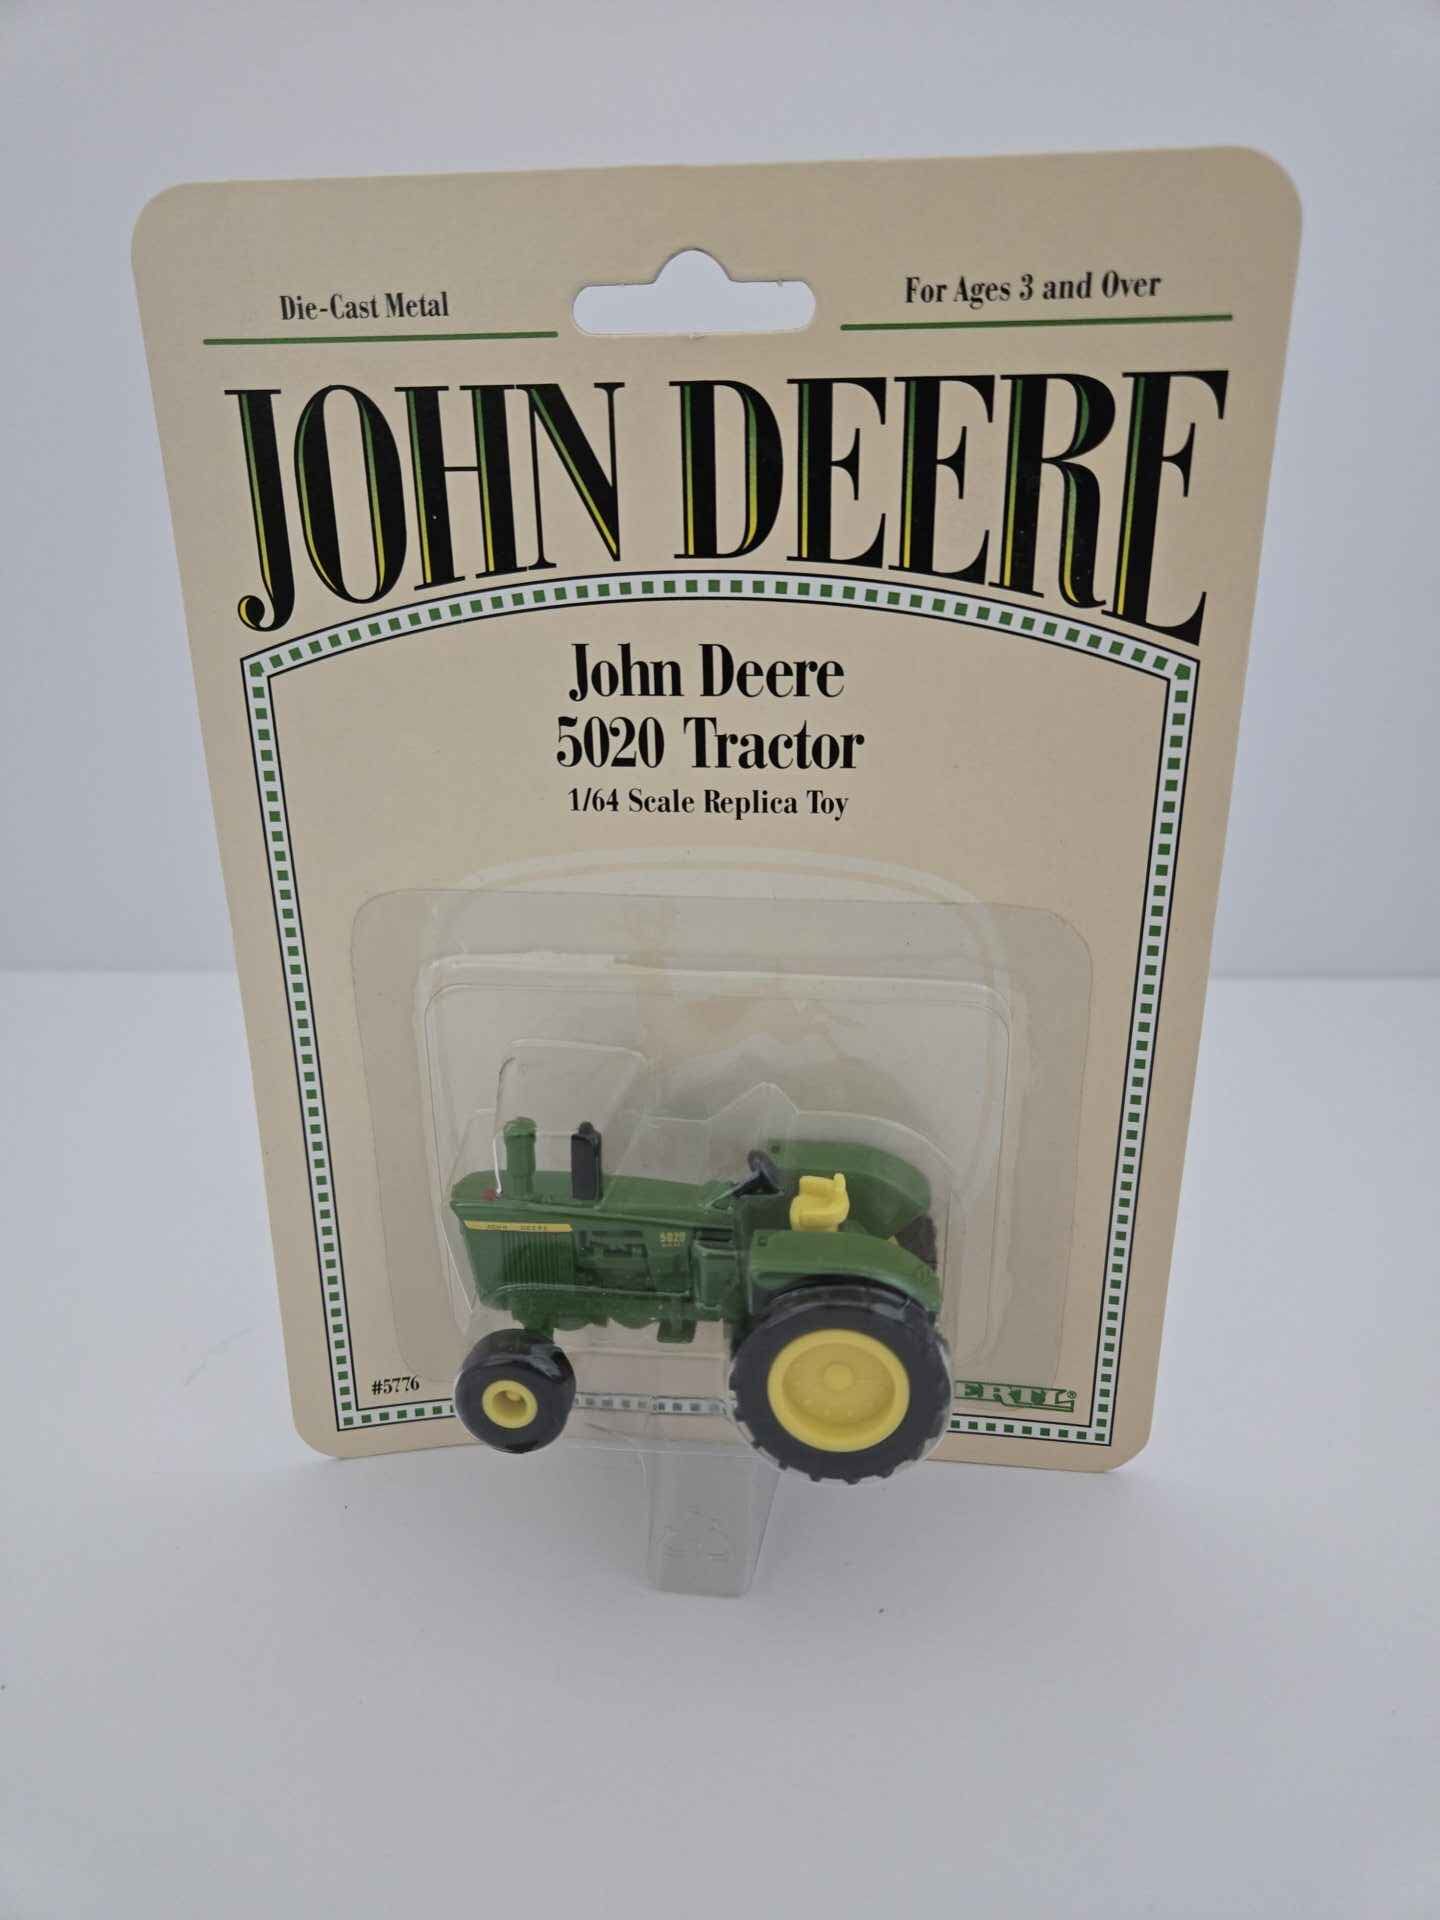 Die-Cast Metal
For Ages 3 and Over
JOHN DEERE
John Deere
5020 Tractor
1/64 Scale Replica Toy
JOHN DEERE
5020
#5776
ERTL®